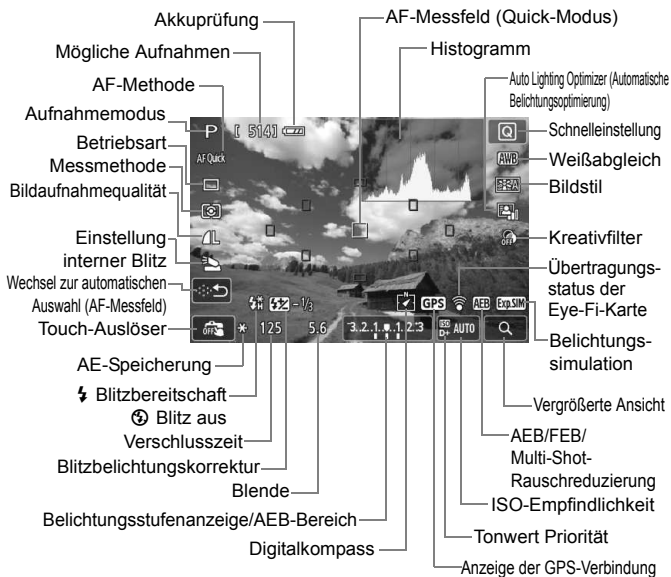 Akkuprüfung
AF-Messfeld (Quick-Modus)
Mögliche Aufnahmen
Histogramm
AF-Methode
Auto Lighting Optimizer (Automatische
Belichtungsoptimierung)
Aufnahmemodus
P
[ 514]
Q
Schnelleinstellung
Betriebsart
AF Quick
AWB
Weißabgleich
Messmethode
Bildstil
Bildaufnahmequalität
L
OFF
Kreativfilter
Einstellung
interner Blitz
Übertragungs-
status der
Eye-Fi-Karte
Wechsel zur automatischen
Auswahl (AF-Messfeld)
H
-1/3
N
GPS
AEB
Exp.SIM
Touch-Auslöser
OFF
* 125 5.6
3..2..1..▼..1..2.:3
ISO
D+ AUTO
AE-Speicherung
Belichtungs-
simulation
Blitzbereitschaft
Blitz aus
Vergrößerte Ansicht
Verschlusszeit
AEB/FEB/
Multi-Shot-
Rauschreduzierung
Blitzbelichtungskorrektur
Blende
ISO-Empfindlichkeit
Belichtungsstufenanzeige/AEB-Bereich
Tonwert Priorität
Digitalkompass
Anzeige der GPS-Verbindung